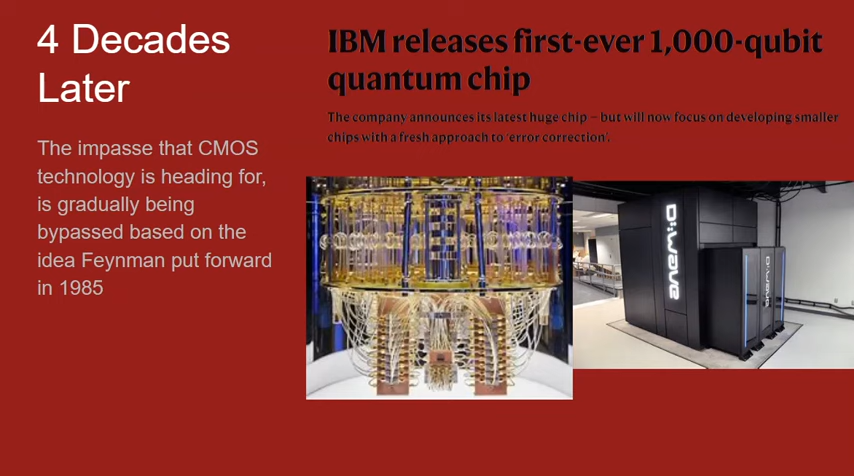 4 Decades
Later
The impasse that CMOS
technology is heading for,
is gradually being
bypassed based on the
idea Feynman put forward
in 1985
IBM releases first-ever 1,000-qubit
quantum chip
The company announces its latest huge chip — but will now focus on developing smaller
chips with a fresh approach to ‘error correction’.
D:wave
D:wave